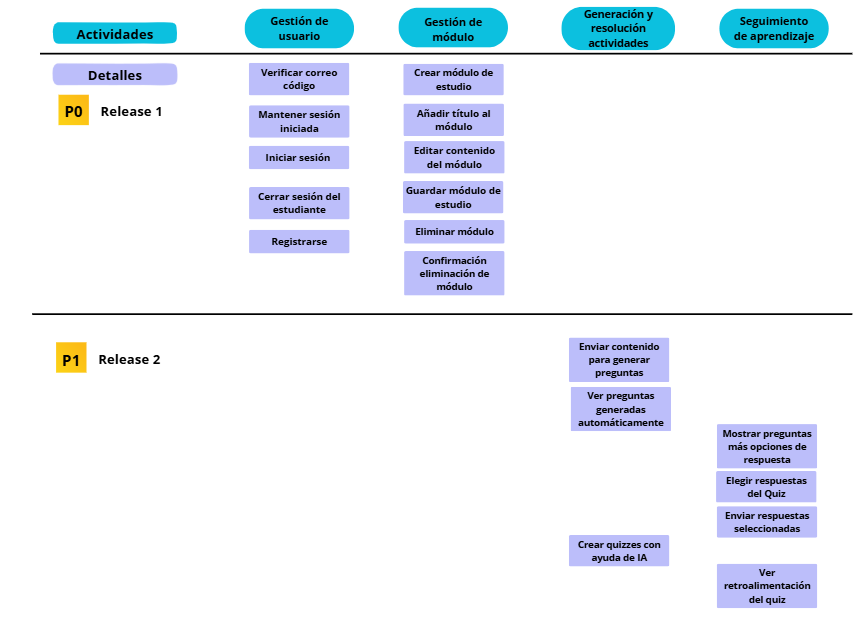 Actividades
Gestión de
usuario
Gestión de
módulo
Generación y
resolución
actividades
Seguimiento
de aprendizaje
Detalles
P0
Release 1
Verificar correo
código
Mantener sesión
iniciada
Iniciar sesión
Cerrar sesión del
estudiante
Registrarse
Crear módulo de
estudio
Añadir título al
módulo
Editar contenido
del módulo
Guardar módulo de
estudio
Eliminar módulo
Confirmación
eliminación de
módulo
P1
Release 2
Enviar contenido
para generar
preguntas
Ver preguntas
generadas
automáticamente
Crear quizzes con
ayuda de IA
Mostrar preguntas
más opciones de
respuesta
Elegir respuestas
del Quiz
Enviar respuestas
seleccionadas
Ver
retroalimentación
del quiz